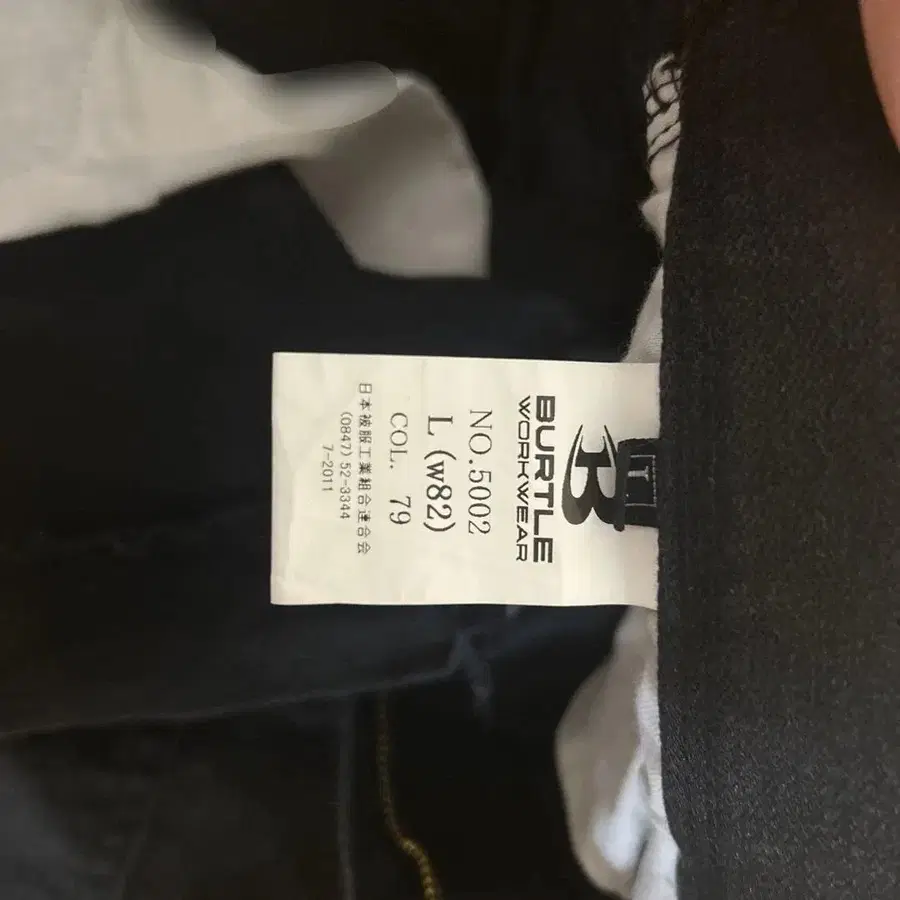 BURTLE
WORKWEAR
NO.5002
L (w82)
COL. 79
日本被服工業組合連合会
(0847) 52-3344
7-2011